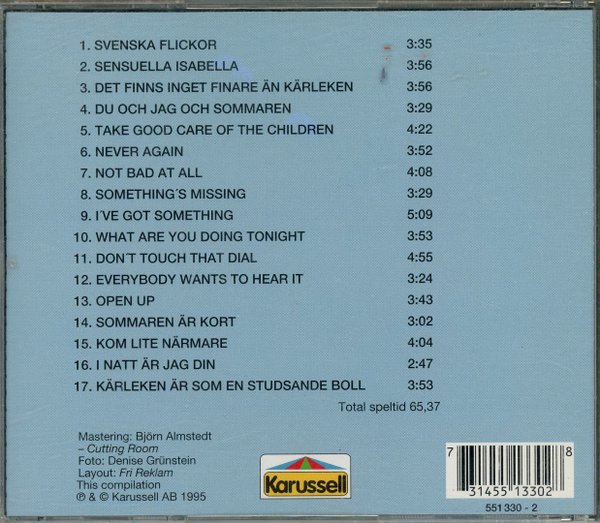 1. SVENSKA FLICKOR 3:35
2. SENSUELLA ISABELLA 3:56
3. DET FINNS INGET FINARE ÄN KÄRLEKEN 3:56
4. DU OCH JAG OCH SOMMAREN 3:29
5. TAKE GOOD CARE OF THE CHILDREN 4:22
6. NEVER AGAIN 3:52
7. NOT BAD AT ALL 4:08
8. SOMETHING´S MISSING 3:29
9. I´VE GOT SOMETHING 5:09
10. WHAT ARE YOU DOING TONIGHT 3:53
11. DON´T TOUCH THAT DIAL 4:55
12. EVERYBODY WANTS TO HEAR IT 3:24
13. OPEN UP 3:43
14. SOMMAREN ÄR KORT 3:02
15. KOM LITE NÄRMARE 4:04
16. I NATT ÄR JAG DIN 2:47
17. KÄRLEKEN ÄR SOM EN STUDSANDE BOLL 3:53
Total speltid 65,37
Mastering: Björn Almstedt
– Cutting Room
Foto: Denise Grünstein
Layout: Fri Reklam
This compilation
℗ & © Karussell AB 1995
Karussell
7 31455 13302 8
551 330 - 2